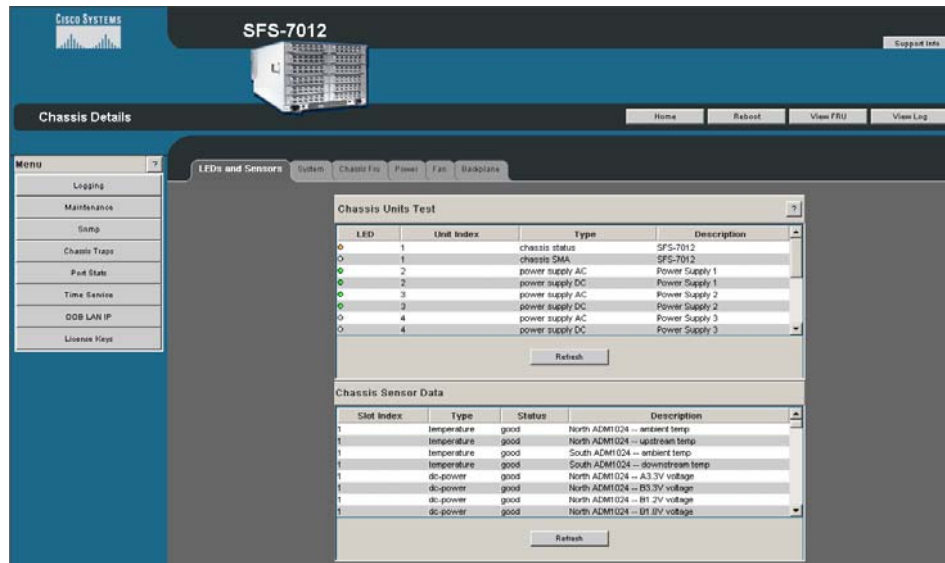 CISCO SYSTEMS
SFS-7012
Support Info
Chassis Details
Home Reboot View FRU View Log
Menu ?
Logging
Maintenance
Snmp
Chassis Traps
Port Stats
Time Service
OOB LAN IP
License Keys
LEDs and Sensors System Chassis Fru Power Fan Backplane
Chassis Units Test ?
LED Unit Index Type Description
1 chassis status SFS-7012
1 chassis SMA SFS-7012
2 power supply AC Power Supply 1
2 power supply DC Power Supply 1
3 power supply AC Power Supply 2
3 power supply DC Power Supply 2
4 power supply AC Power Supply 3
4 power supply DC Power Supply 3
Refresh
Chassis Sensor Data
Slot Index Type Status Description
1 temperature good North ADM1024 -- ambient temp
1 temperature good North ADM1024 -- upstream temp
1 temperature good South ADM1024 -- ambient temp
1 temperature good South ADM1024 -- downstream temp
1 dc-power good North ADM1024 -- A3.3V voltage
1 dc-power good North ADM1024 -- B3.3V voltage
1 dc-power good North ADM1024 -- B1.2V voltage
1 dc-power good North ADM1024 -- B1.8V voltage
Refresh